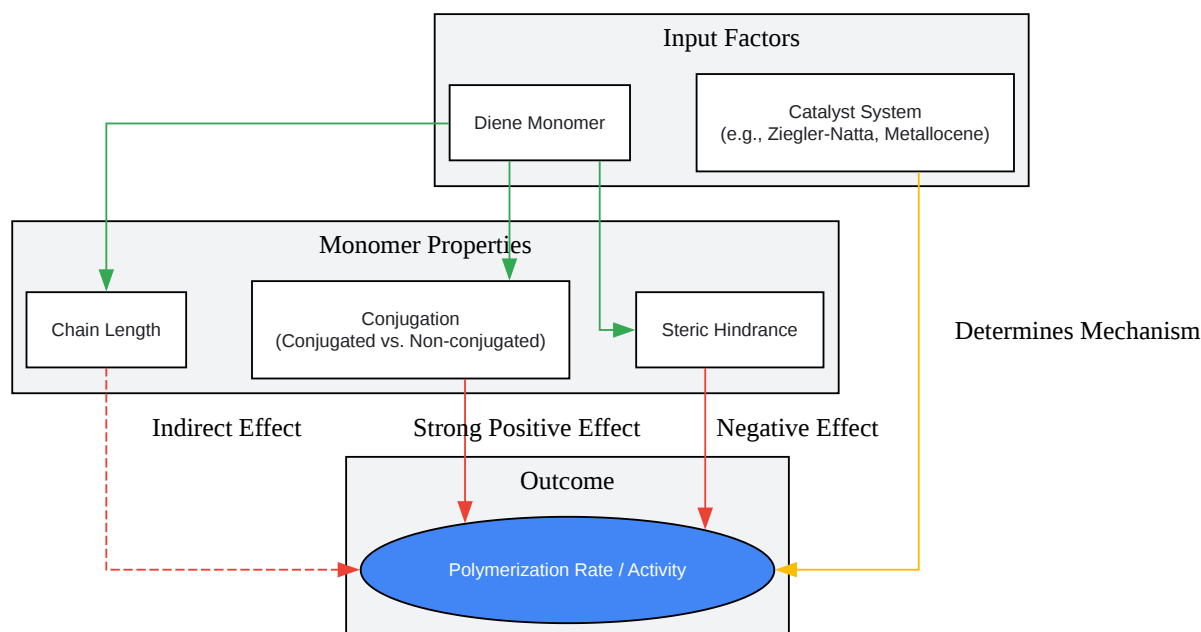 Input Factors
Diene Monomer
Catalyst System
(e.g., Ziegler-Natta, Metallocene)
Monomer Properties
Chain Length
Conjugation
(Conjugated vs. Non-conjugated)
Steric Hindrance
Determines Mechanism
Indirect Effect
Strong Positive Effect
Negative Effect
Outcome
Polymerization Rate / Activity